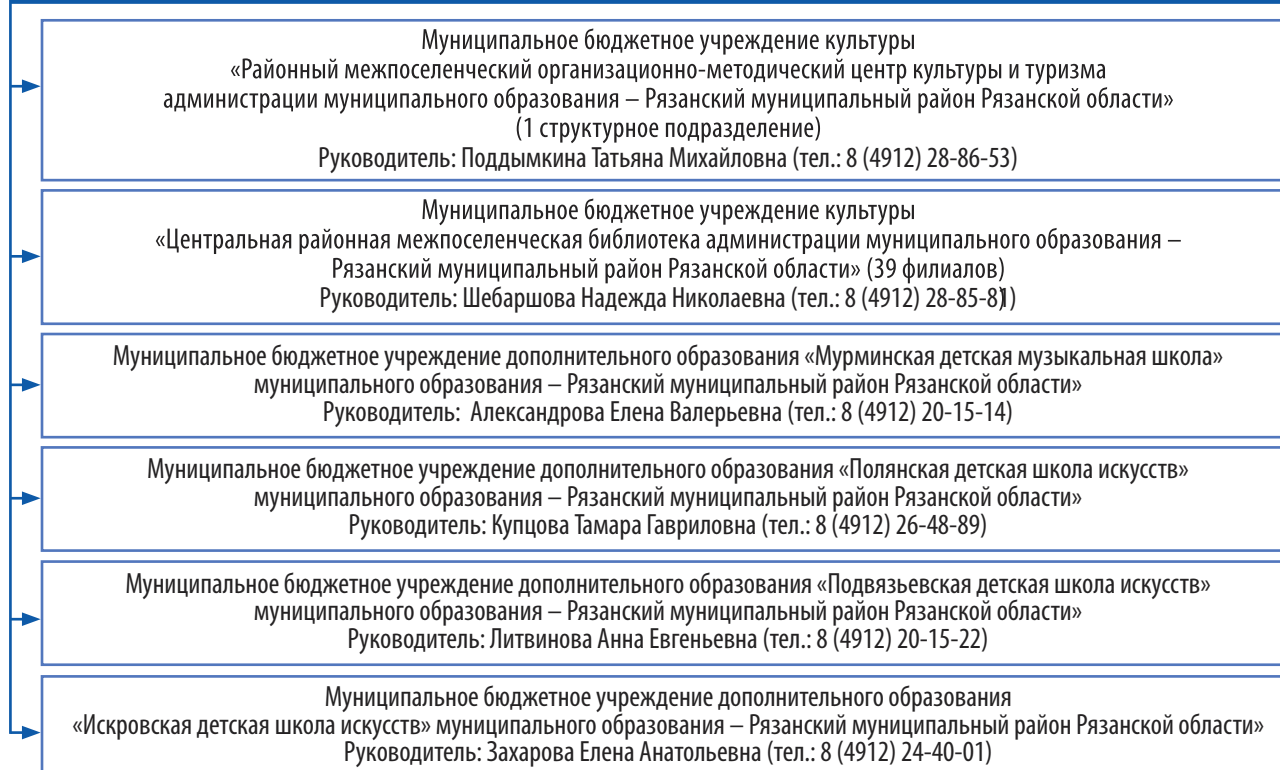 Муниципальное бюджетное учреждение культуры
«Районный межпоселенческий организационно-методический центр культуры и туризма
администрации муниципального образования – Рязанский муниципальный район Рязанской области»
(1 структурное подразделение)
Руководитель: Поддымкина Татьяна Михайловна (тел.: 8 (4912) 28-86-53)
Муниципальное бюджетное учреждение культуры
«Центральная районная межпоселенческая библиотека администрации муниципального образования –
Рязанский муниципальный район Рязанской области» (39 филиалов)
Руководитель: Шебаршова Надежда Николаевна (тел.: 8 (4912) 28-85-81)
Муниципальное бюджетное учреждение дополнительного образования «Мурминская детская музыкальная школа»
муниципального образования – Рязанский муниципальный район Рязанской области»
Руководитель: Александрова Елена Валерьевна (тел.: 8 (4912) 20-15-14)
Муниципальное бюджетное учреждение дополнительного образования «Полянская детская школа искусств»
муниципального образования – Рязанский муниципальный район Рязанской области»
Руководитель: Купцова Тамара Гавриловна (тел.: 8 (4912) 26-48-89)
Муниципальное бюджетное учреждение дополнительного образования «Подвязьевская детская школа искусств»
муниципального образования – Рязанский муниципальный район Рязанской области»
Руководитель: Литвинова Анна Евгеньевна (тел.: 8 (4912) 20-15-22)
Муниципальное бюджетное учреждение дополнительного образования
«Искровская детская школа искусств» муниципального образования – Рязанский муниципальный район Рязанской области»
Руководитель: Захарова Елена Анатольевна (тел.: 8 (4912) 24-40-01)